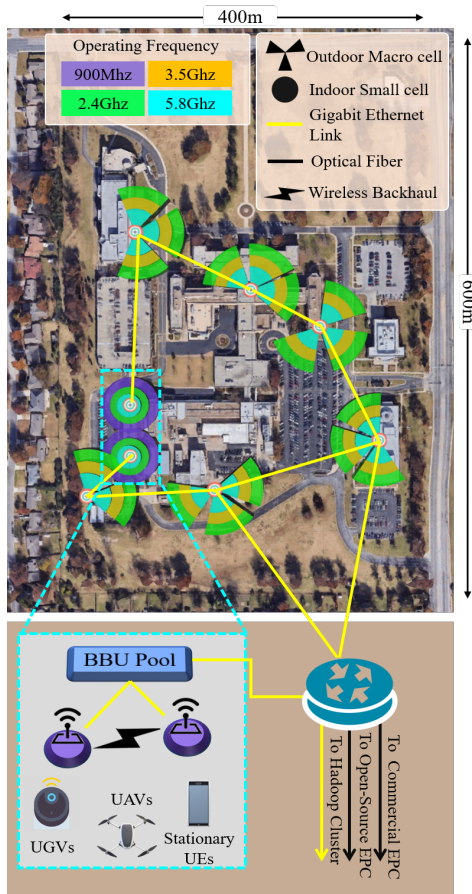 400m
Operating Frequency
900Mhz
3.5Ghz
2.4Ghz
5.8Ghz
Outdoor Macro cell
Indoor Small cell
Gigabit Ethernet
Link
Optical Fiber
Wireless Backhaul
600m
BBU Pool
UGVs
UAVs
Stationary
UEs
To Hadoop Cluster
To Open-Source EPC
To Commercial EPC